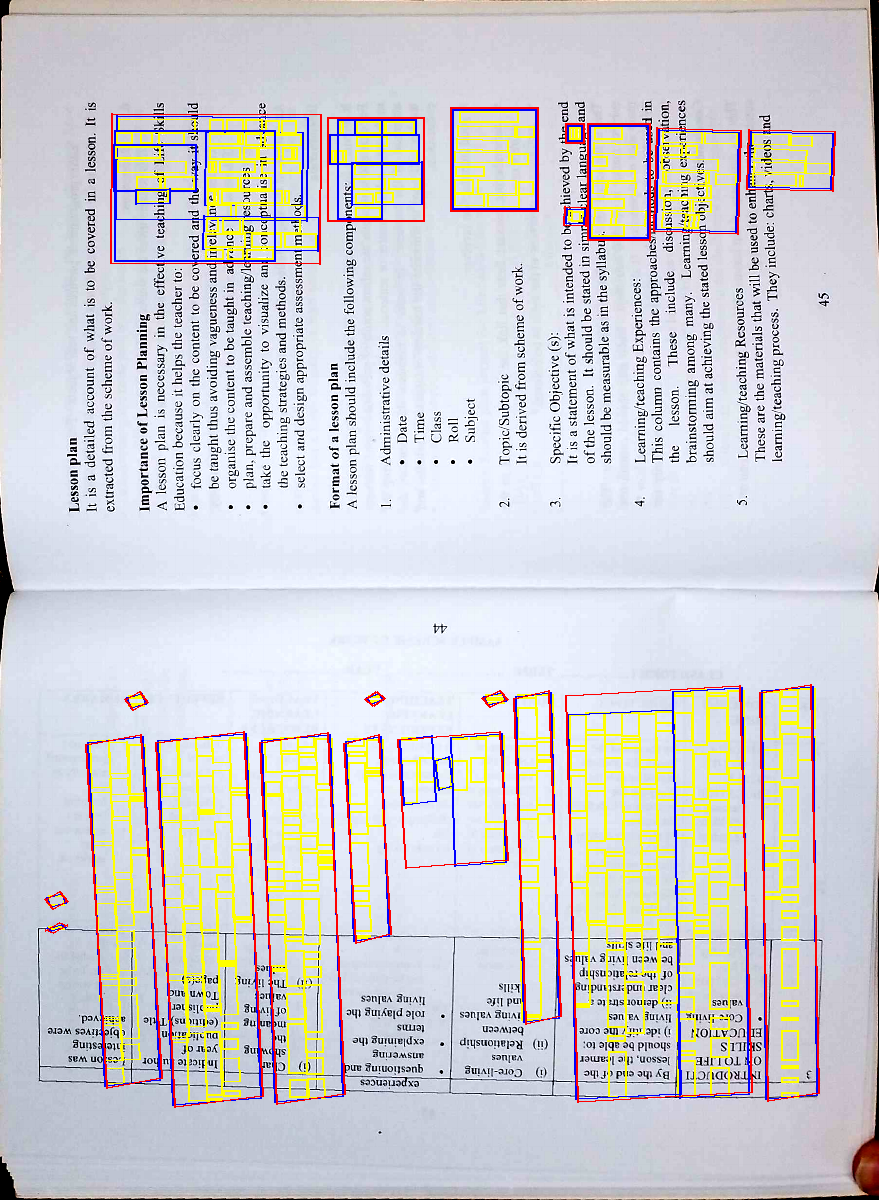 experiences
3
INTRODUCTI
ON TO LIFE
SKILLS
EDUCATION
• Core living
values
By the end of the
lesson, the learner
should be able to:
i) identify the core
living values
ii) demonstrate a
clear understanding
of the relationship
between living values
and life skills
(i) Core-living
values
(ii) Relationship
between
living values
and life
skills
• questioning and
answering
• explaining the
terms
• role playing the
living values
(i) Chart
showing
the
meaning
of living
values
(ii) The living
values
Indicate author
year of
publication
(editions) Title
Town and
page(s)
Lesson was
interesting
Objectives were
achieved.
44
Lesson plan
It is a detailed account of what is to be covered in a lesson. It is
extracted from the scheme of work.
Importance of Lesson Planning
A lesson plan is necessary in the effective teaching of Life Skills
Education because it helps the teacher to:
• focus clearly on the content to be covered and the way it should
be taught thus avoiding vagueness and irrelevance
• organise the content to be taught in advance
• plan, prepare and assemble teaching/learning resources
• take the opportunity to visualize and conceptualise in advance
the teaching strategies and methods.
• select and design appropriate assessment methods.
Format of a lesson plan
A lesson plan should include the following components:
1. Administrative details
• Date
• Time
• Class
• Roll
• Subject
2. Topic/Subtopic
It is derived from scheme of work.
3. Specific Objective (s):
It is a statement of what is intended to be achieved by the end
of the lesson. It should be stated in simple clear language and
should be measurable as in the syllabus.
4. Learning/teaching Experiences:
This column contains the approaches/methods to be used in
the lesson. These include discussion, observation,
brainstorming among many. Learning/teaching experiences
should aim at achieving the stated lesson objectives.
5. Learning/teaching Resources
These are the materials that will be used to enhance the
learning/teaching process. They include: charts, videos and
45